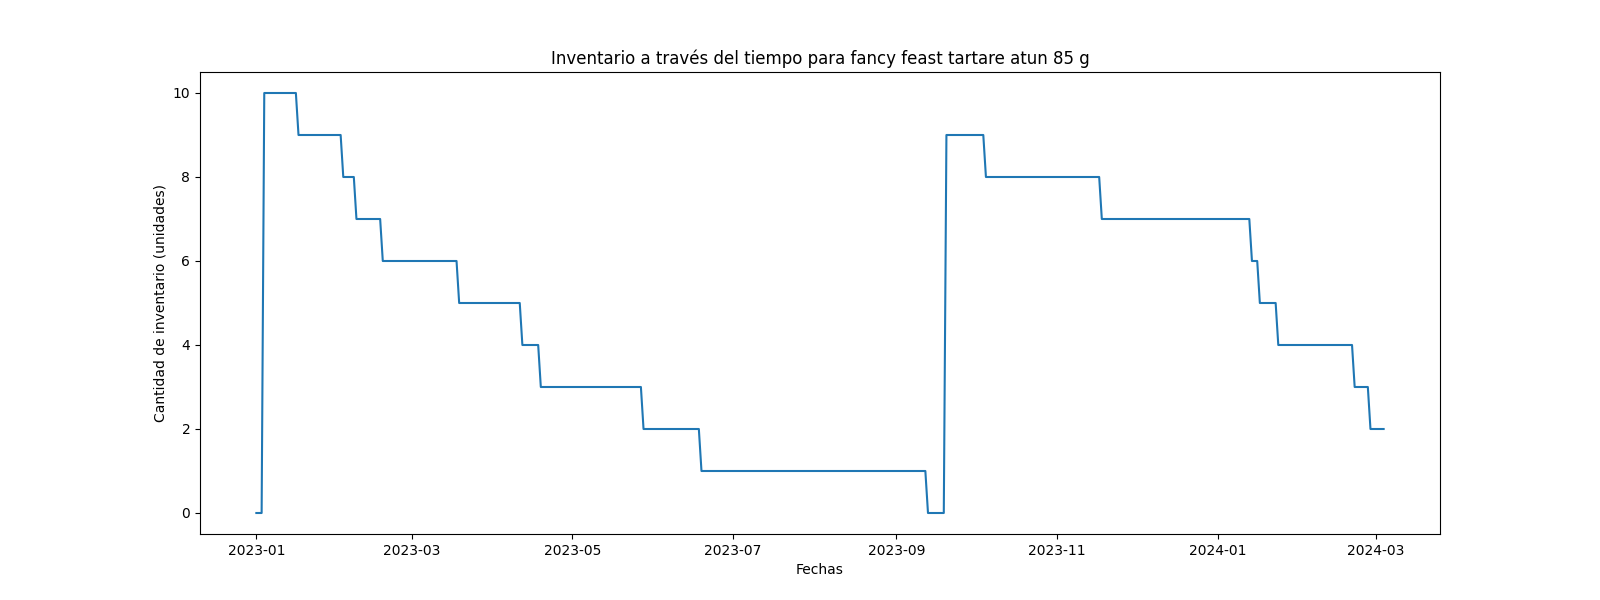 Inventario a través del tiempo para fancy feast tartare atun 85 g
Cantidad de inventario (unidades)
10
8
6
4
2
0
2023-01 2023-03 2023-05 2023-07 2023-09 2023-11 2024-01 2024-03
Fechas